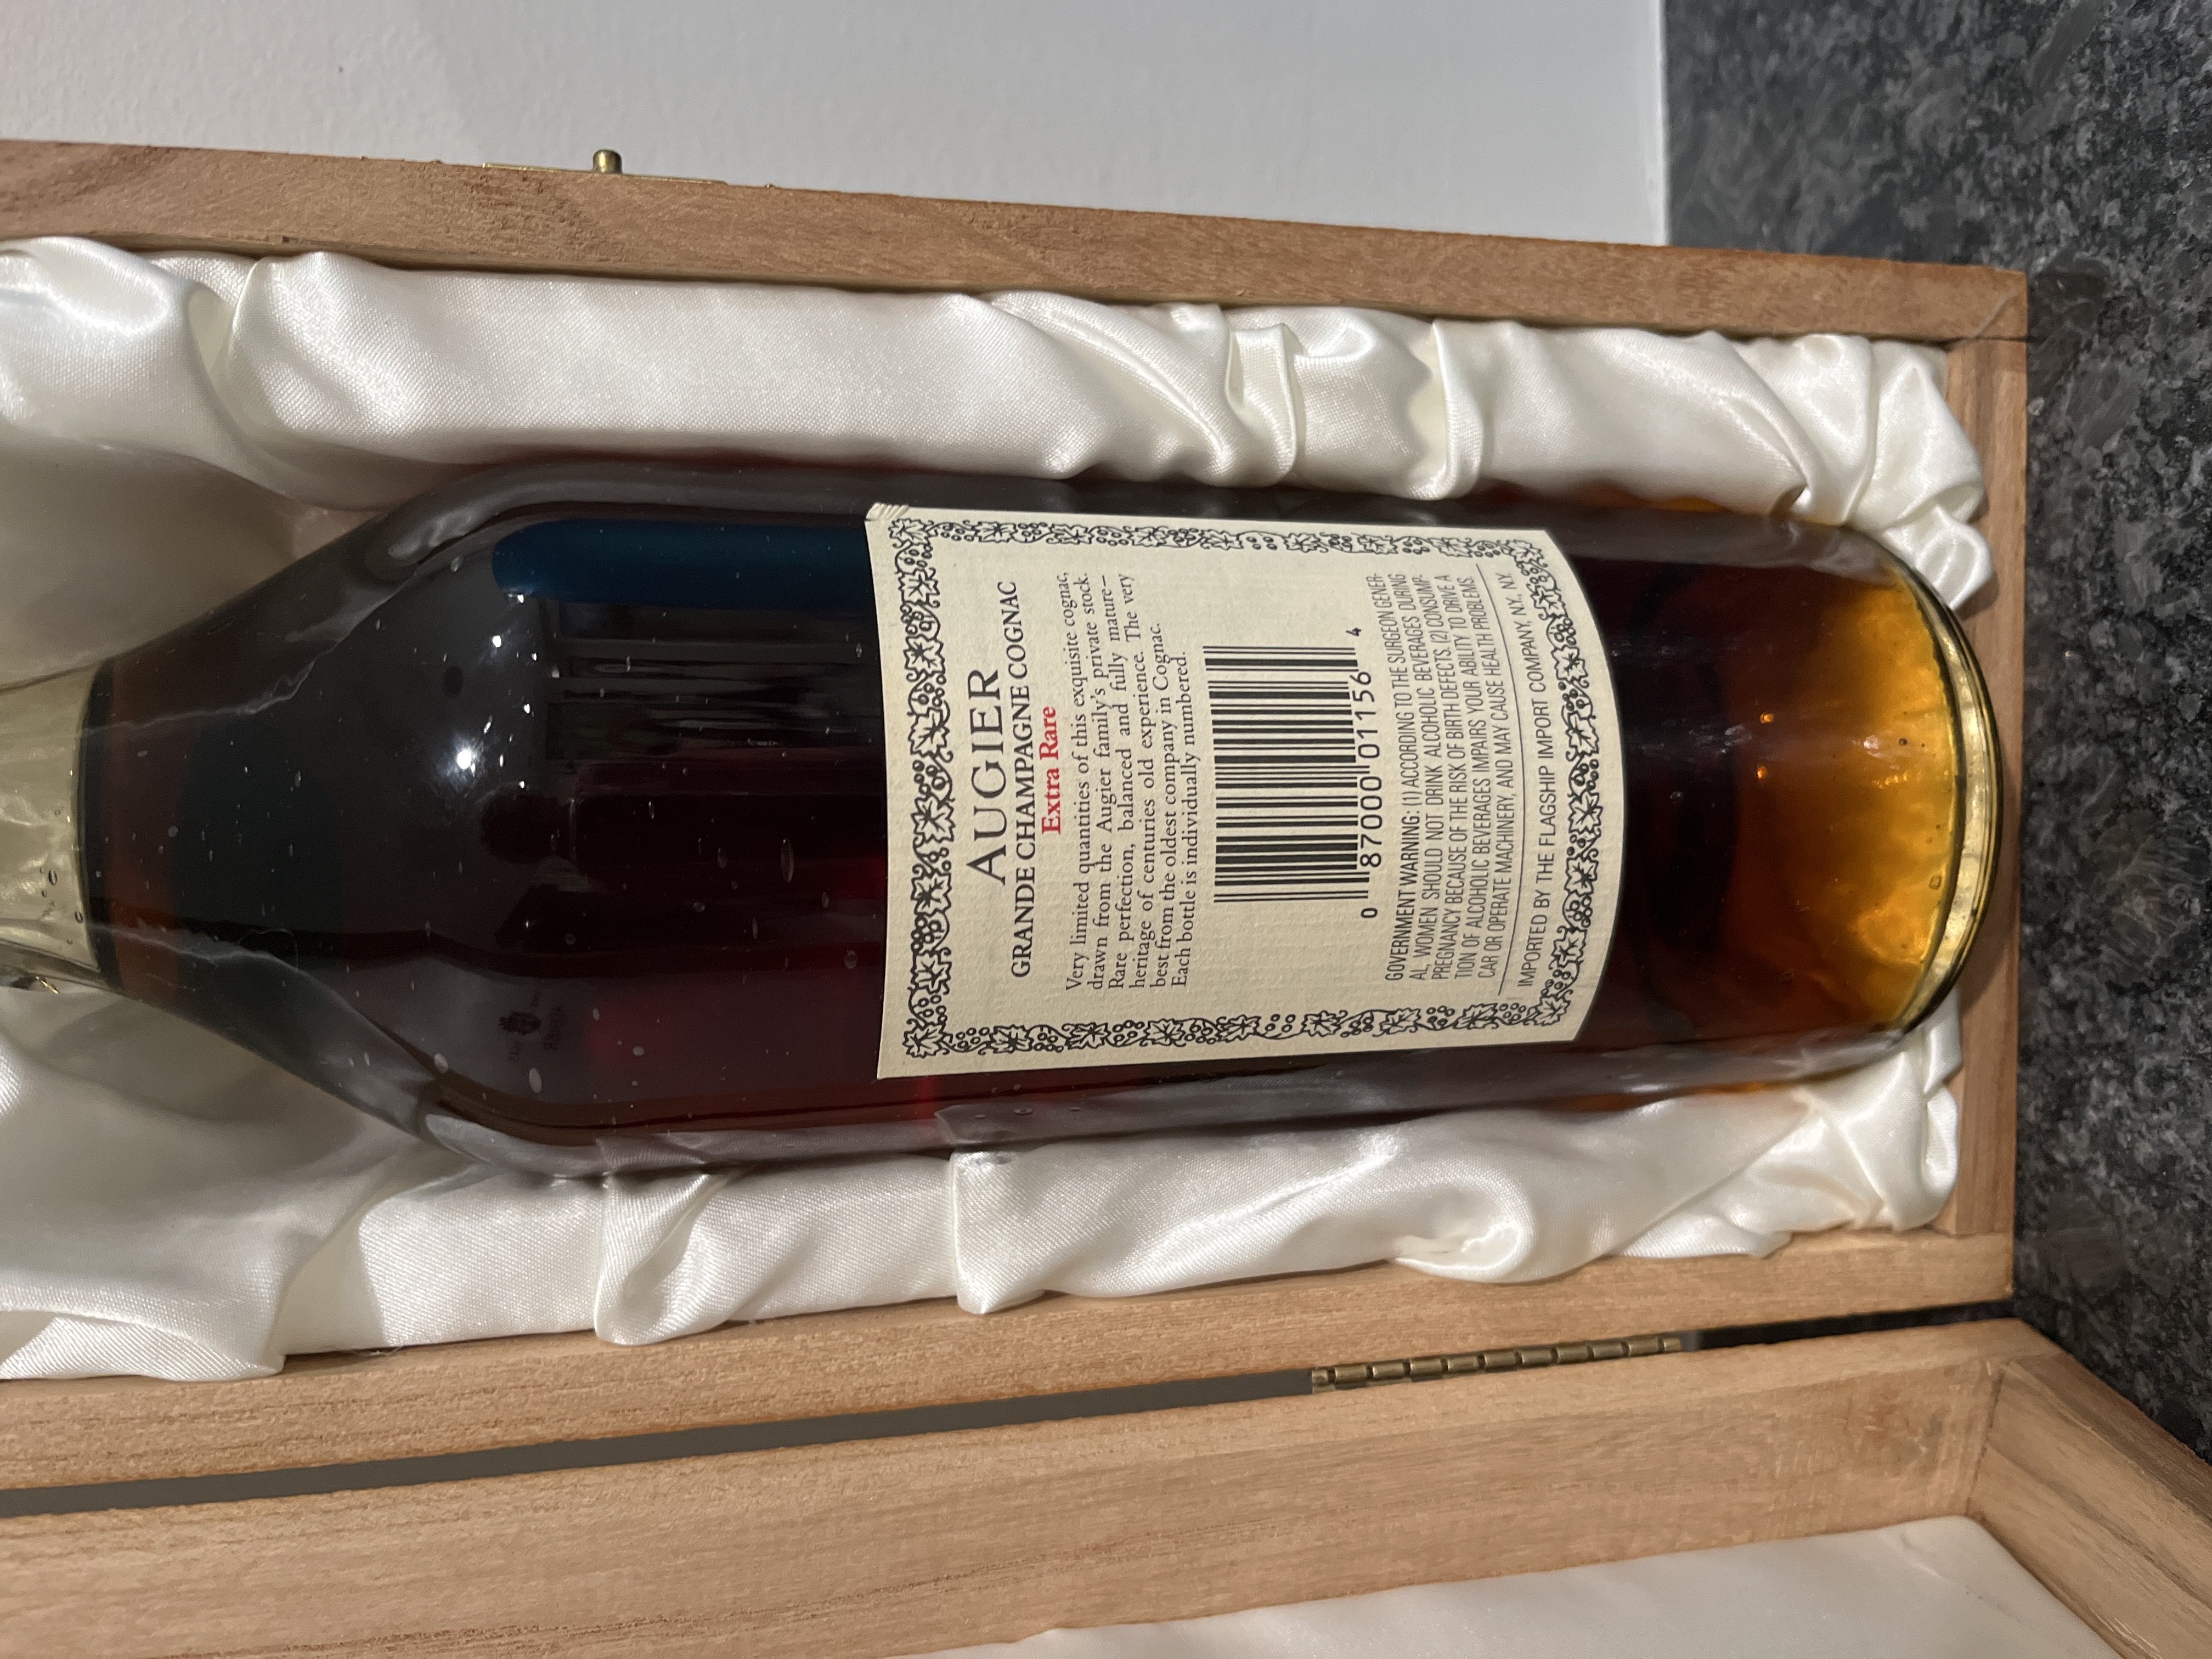 AUGIER
GRANDE CHAMPAGNE COGNAC
Extra Rare
Very limited quantities of this exquisite cognac,
drawn from the Augier family's private stock.
Rare perfection, balanced and fully mature–
heritage of centuries old experience. The very
best from the oldest company in Cognac.
Each bottle is individually numbered.
0 87000 01156 4
GOVERNMENT WARNING: (1) ACCORDING TO THE SURGEON GENER-
AL, WOMEN SHOULD NOT DRINK ALCOHOLIC BEVERAGES DURING
PREGNANCY BECAUSE OF THE RISK OF BIRTH DEFECTS. (2) CONSUMP-
TION OF ALCOHOLIC BEVERAGES IMPAIRS YOUR ABILITY TO DRIVE A
CAR OR OPERATE MACHINERY, AND MAY CAUSE HEALTH PROBLEMS.
IMPORTED BY THE FLAGSHIP IMPORT COMPANY, NY., NY.